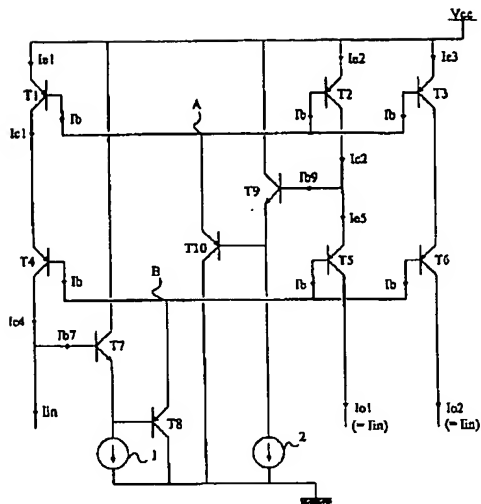 Vcc
Ie1
Ie2
Ie3
T1
T2
T3
A
Ib
Ib
Ib
Ic1
Ic2
T9
Ib9
Ie5
T10
T4
T5
T6
Ib
B
Ib
Ib
Ic4
Ib7
T7
Iin
T8
1
2
Io1
(= Iin)
Io2
(= Iin)